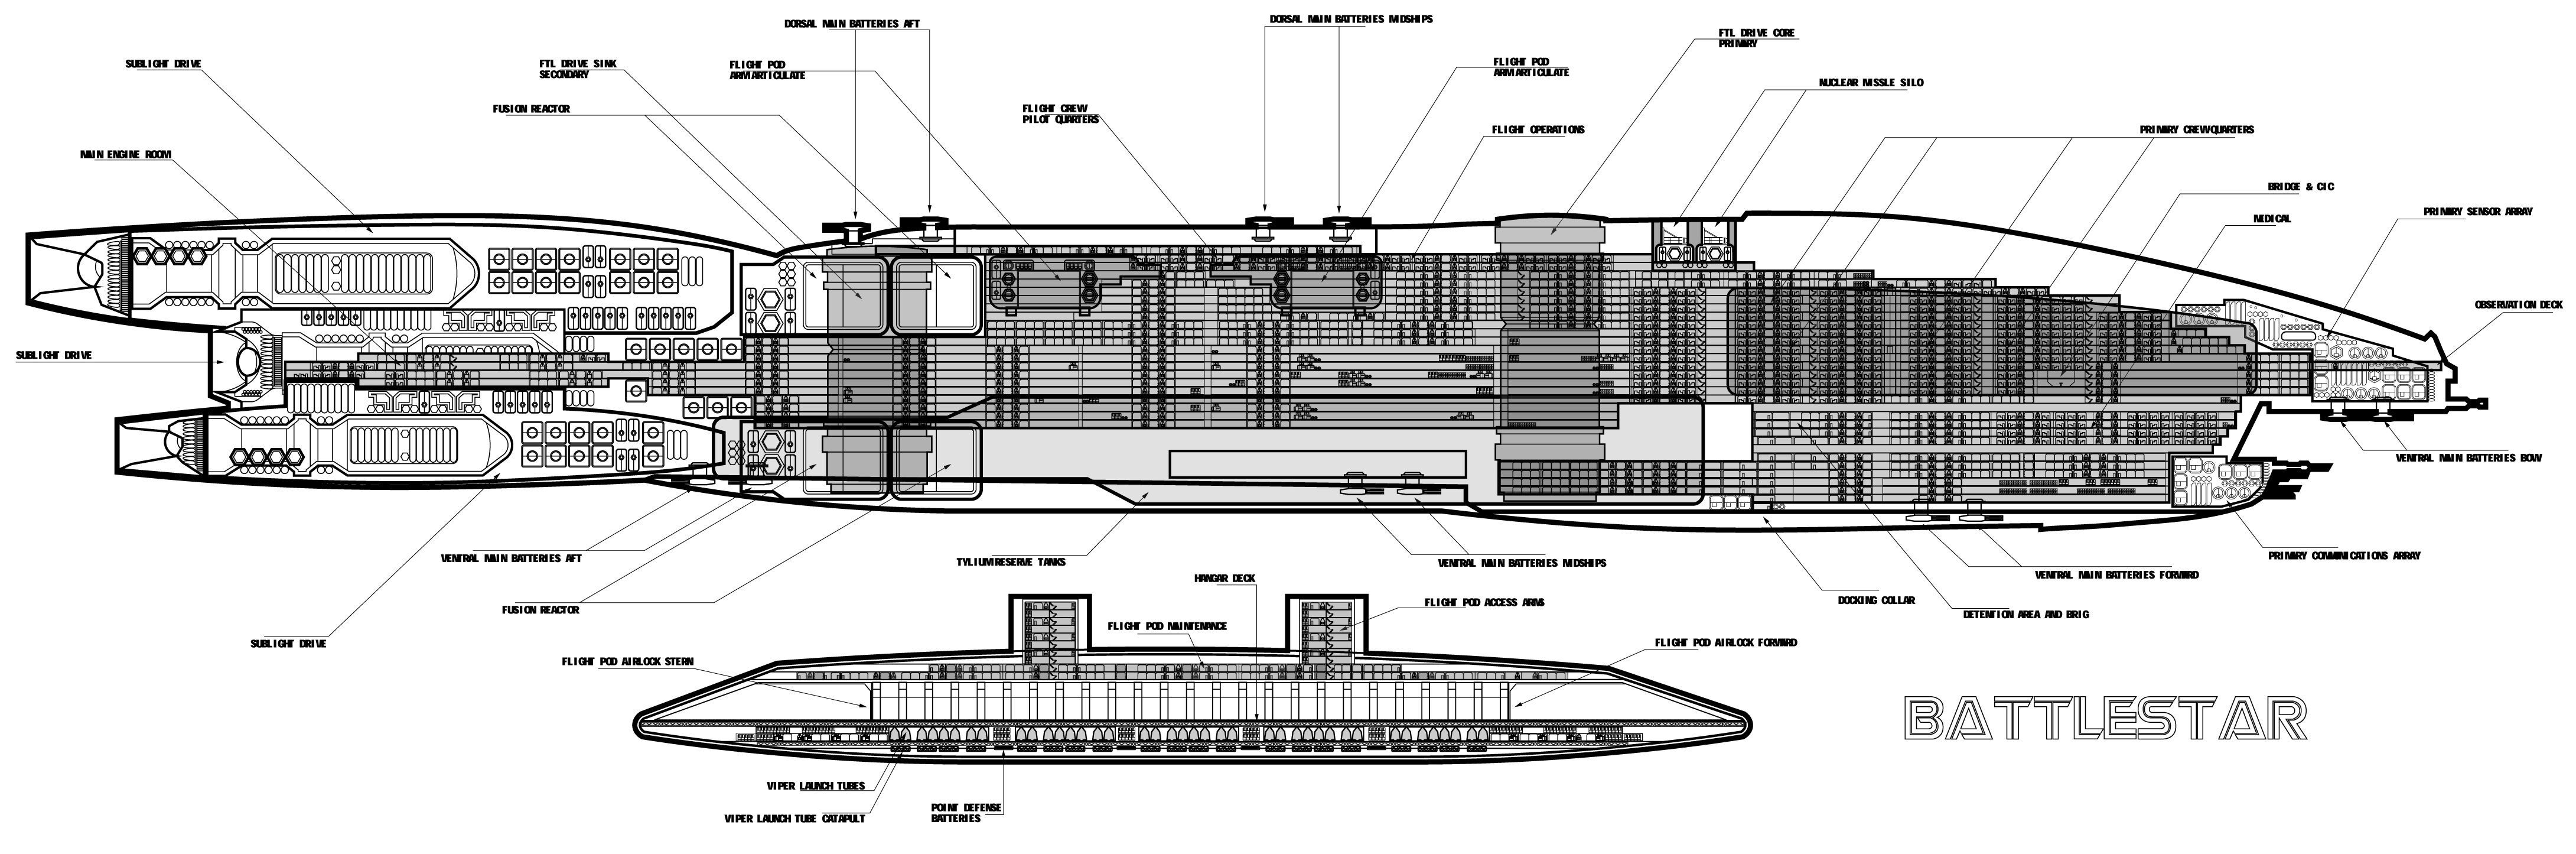 DORSAL MAIN BATTERIES AFT
DORSAL MAIN BATTERIES MIDSHIPS
FTL DRIVE CORE
PRIMARY
SUBLIGHT DRIVE
FTL DRIVE SINK
SECONDARY
FLIGHT POD
ARM ARTICULATE
FLIGHT POD
ARM ARTICULATE
NUCLEAR MISSLE SILO
FUSION REACTOR
FLIGHT CREW
PILOT QUARTERS
FLIGHT OPERATIONS
PRIMARY CREW QUARTERS
MAIN ENGINE ROOM
BRIDGE & CIC
MIDICAL
PRIMARY SENSOR ARRAY
OBSERVATION DECK
SUBLIGHT DRIVE
VENTRAL MAIN BATTERIES BOW
VENTRAL MAIN BATTERIES AFT
TYLIUM RESERVE TANKS
VENTRAL MAIN BATTERIES MIDSHIPS
PRIMARY COMMUNICATIONS ARRAY
VENTRAL MAIN BATTERIES FORWARD
HANGAR DECK
DOCKING COLLAR
FUSION REACTOR
FLIGHT POD ACCESS ARMS
DETENTION AREA AND BRIG
SUBLIGHT DRIVE
FLIGHT POD MAINTENANCE
FLIGHT POD AIRLOCK STERN
FLIGHT POD AIRLOCK FORWARD
BATTLESTAR
VIPER LAUNCH TUBES
POINT DEFENSE
BATTERIES
VIPER LAUNCH TUBE CATAPULT